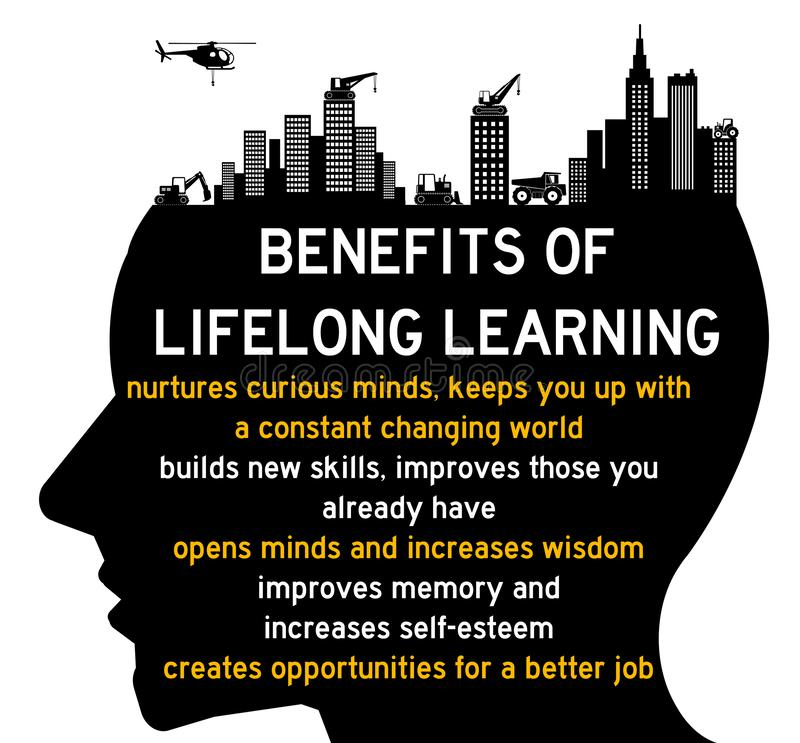 BENEFITS OF
LIFELONG LEARNING
dreamstime
nurtures curious minds, keeps you up with
a constant changing world
builds new skills, improves those you
already have
opens minds and increases wisdom
improves memory and
increases self-esteem
creates opportunities for a better job